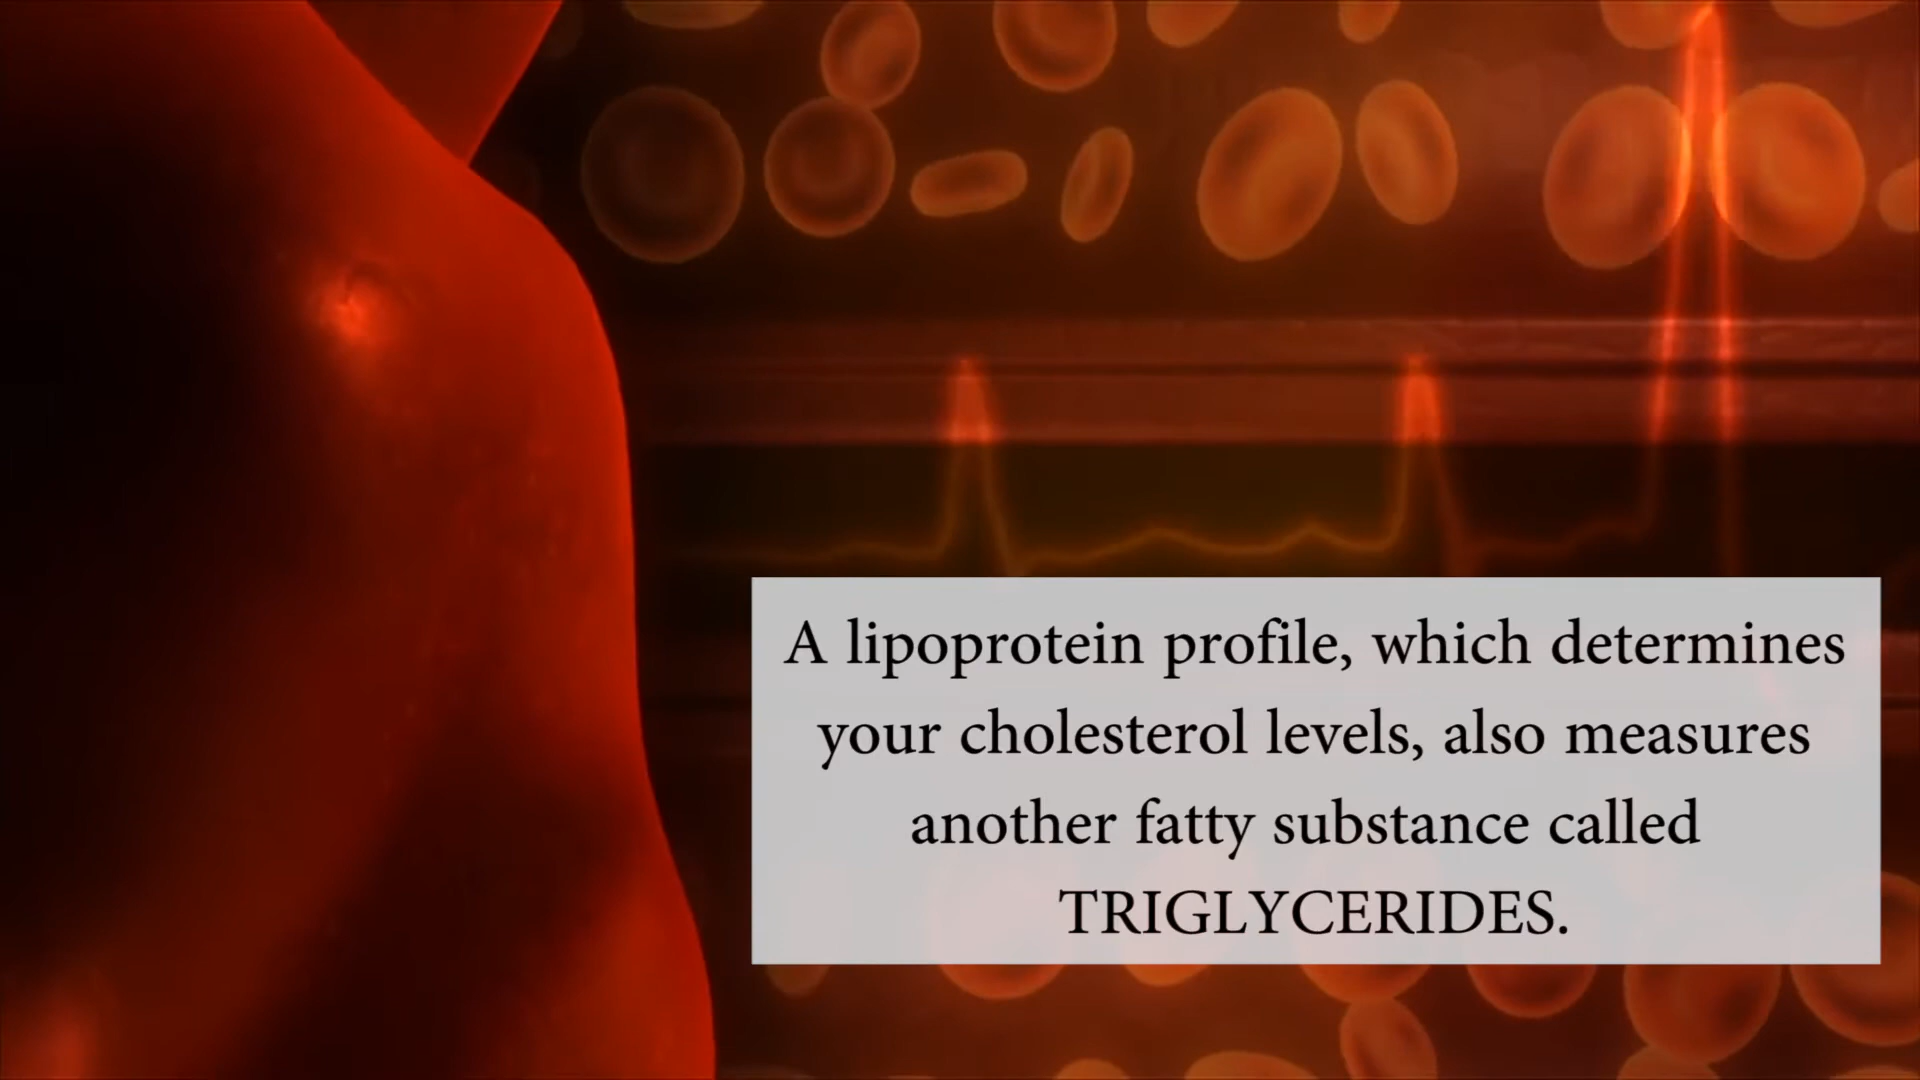 A lipoprotein profile, which determines
your cholesterol levels, also measures
another fatty substance called
TRIGLYCERIDES.